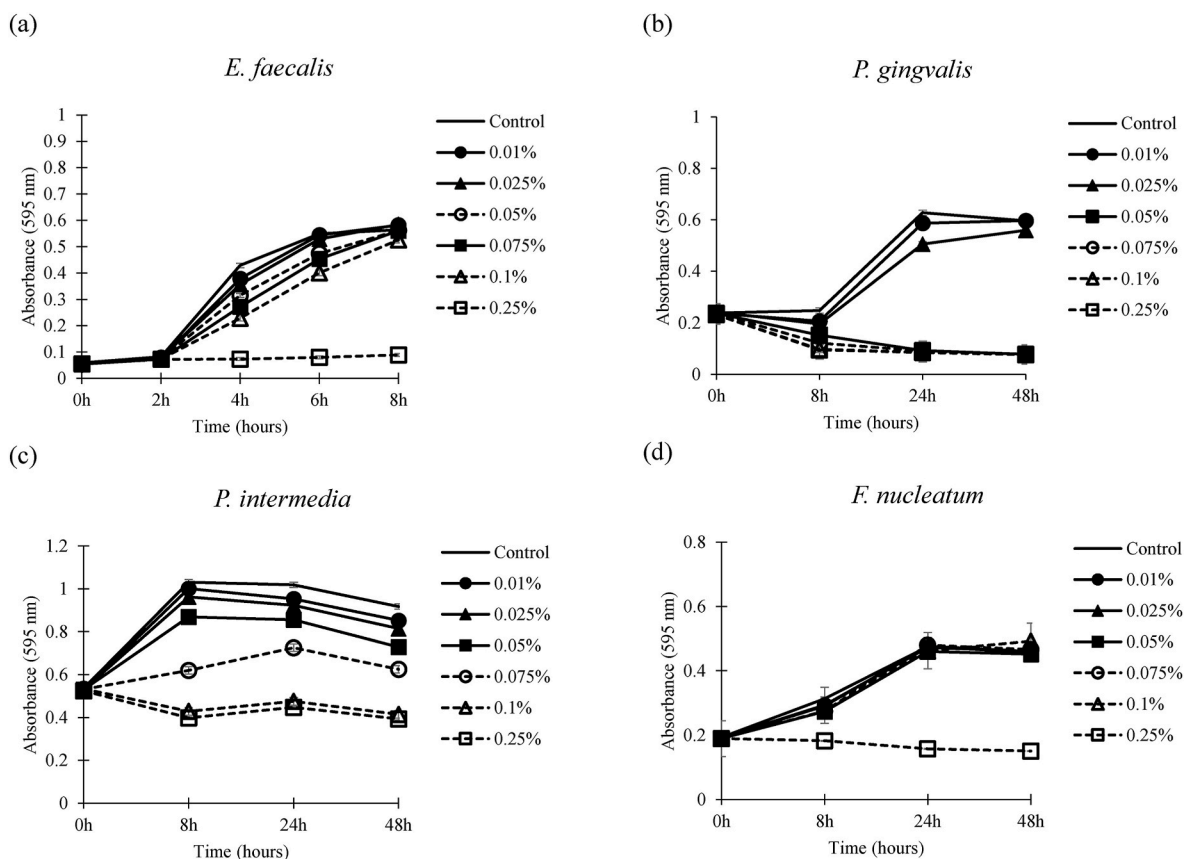 (a)
E. faecalis
Absorbance (595 nm)
1
0.9
0.8
0.7
0.6
0.5
0.4
0.3
0.2
0.1
0
0h 2h 4h 6h 8h
Time (hours)
Control
0.01%
0.025%
0.05%
0.075%
0.1%
0.25%
(b)
P. gingvalis
Absorbance (595 nm)
1
0.8
0.6
0.4
0.2
0
0h 8h 24h 48h
Time (hours)
Control
0.01%
0.025%
0.05%
0.075%
0.1%
0.25%
(c)
P. intermedia
Absorbance (595 nm)
1.2
1
0.8
0.6
0.4
0.2
0
0h 8h 24h 48h
Time (hours)
Control
0.01%
0.025%
0.05%
0.075%
0.1%
0.25%
(d)
F. nucleatum
Absorbance (595 nm)
0.8
0.6
0.4
0.2
0
0h 8h 24h 48h
Time (hours)
Control
0.01%
0.025%
0.05%
0.075%
0.1%
0.25%